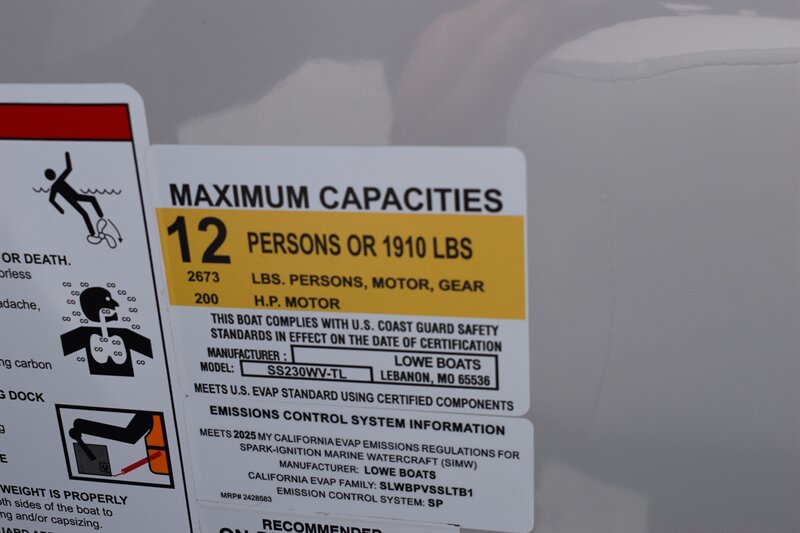 OR DEATH.
orless
adache,
ng carbon
G DOCK
g
E
WEIGHT IS PROPERLY
oth sides of the boat to
ng and/or capsizing.
MAXIMUM CAPACITIES
12 PERSONS OR 1910 LBS
2673 LBS. PERSONS, MOTOR, GEAR
200 H.P. MOTOR
THIS BOAT COMPLIES WITH U.S. COAST GUARD SAFETY
STANDARDS IN EFFECT ON THE DATE OF CERTIFICATION
MANUFACTURER : LOWE BOATS
MODEL: SS230WV-TL LEBANON, MO 65536
MEETS U.S. EVAP STANDARD USING CERTIFIED COMPONENTS
EMISSIONS CONTROL SYSTEM INFORMATION
MEETS 2025 MY CALIFORNIA EVAP EMISSIONS REGULATIONS FOR
SPARK-IGNITION MARINE WATERCRAFT (SIMW)
MANUFACTURER: LOWE BOATS
CALIFORNIA EVAP FAMILY: SLWBPVSSLTB1
EMISSION CONTROL SYSTEM: SP
MRP# 2428583
RECOMMENDED